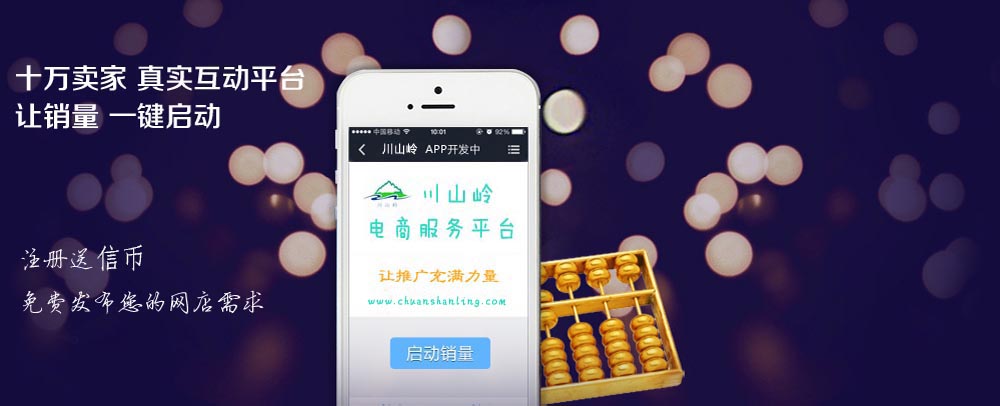 十万卖家 真实互动平台
让销量 一键启动
注册送信币
免费发布您的网店需求
中国移动 10:01 92%
川山岭 APP开发中
川山岭
川山岭
电商服务平台
让推广充满力量
www.chuanshanling.com
启动销量